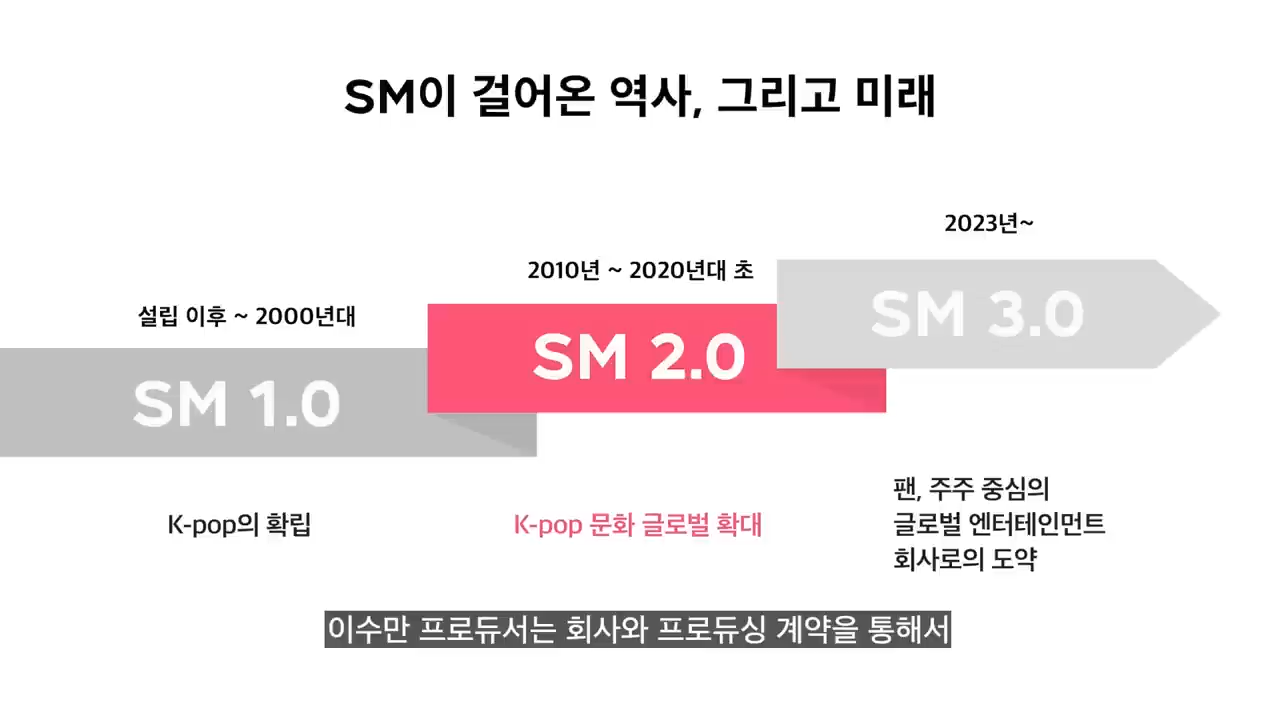 SM이 걸어온 역사, 그리고 미래
2023년~
2010년 ~ 2020년대 초
설립 이후 ~ 2000년대
SM 3.0
SM 2.0
SM 1.0
K-pop의 확립
K-pop 문화 글로벌 확대
팬, 주주 중심의
글로벌 엔터테인먼트
회사로의 도약
이수만 프로듀서는 회사와 프로듀싱 계약을 통해서